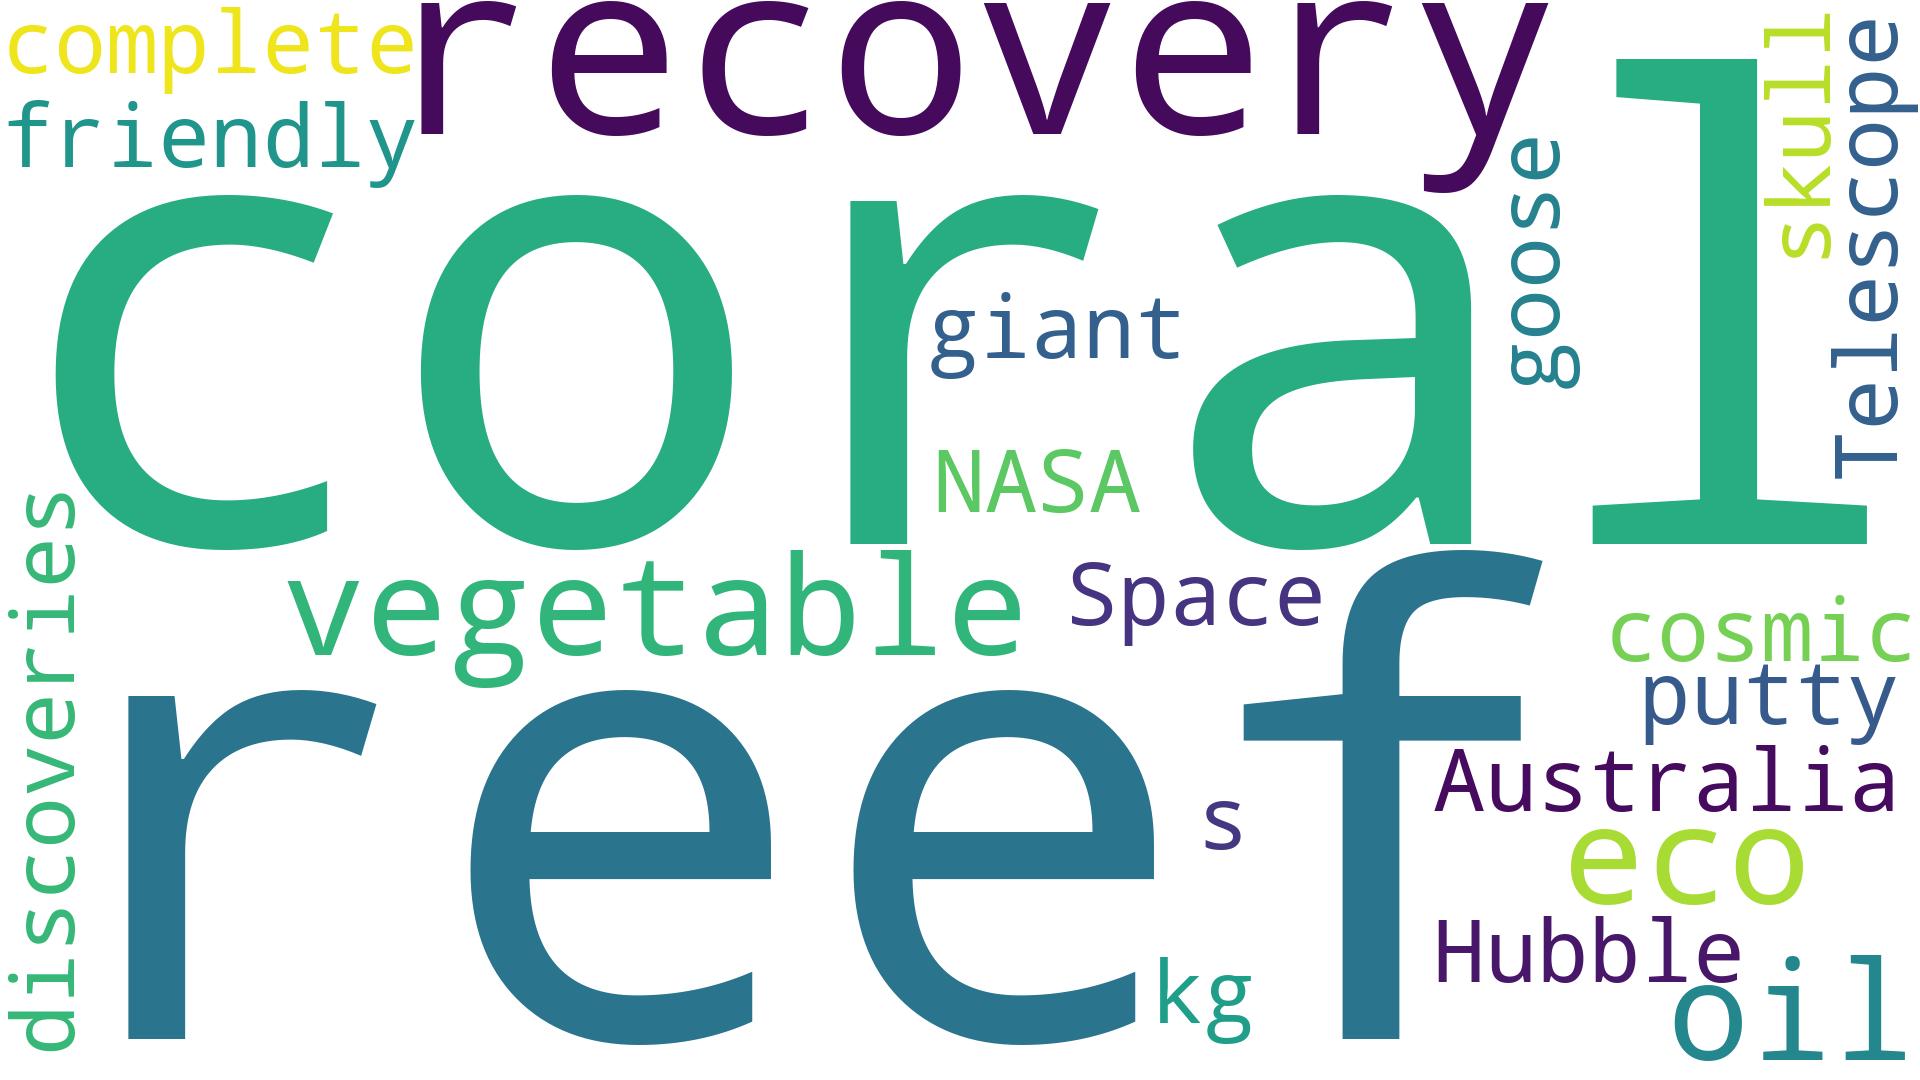 complete
recovery
friendly
coral
skull
Telescope
goose
giant
NASA
discoveries
vegetable
Space
cosmic
putty
reef
Australia
s
eco
Hubble
kg
oil